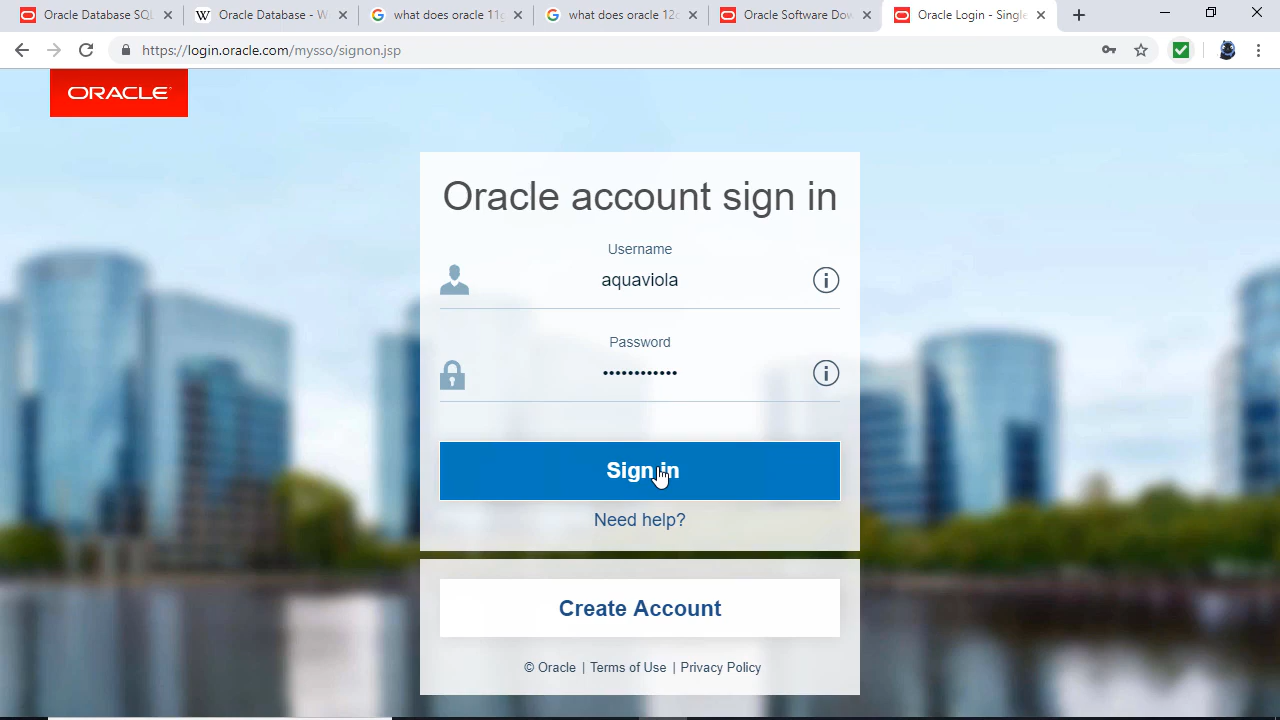 Oracle Database SQL
Oracle Database - W
what does oracle 11g
what does oracle 12c
Oracle Software Dow
Oracle Login - Single
https://login.oracle.com/mysso/signon.jsp
ORACLE
Oracle account sign in
Username
aquaviola
Password
••••••••••••
Sign in
Need help?
Create Account
© Oracle | Terms of Use | Privacy Policy